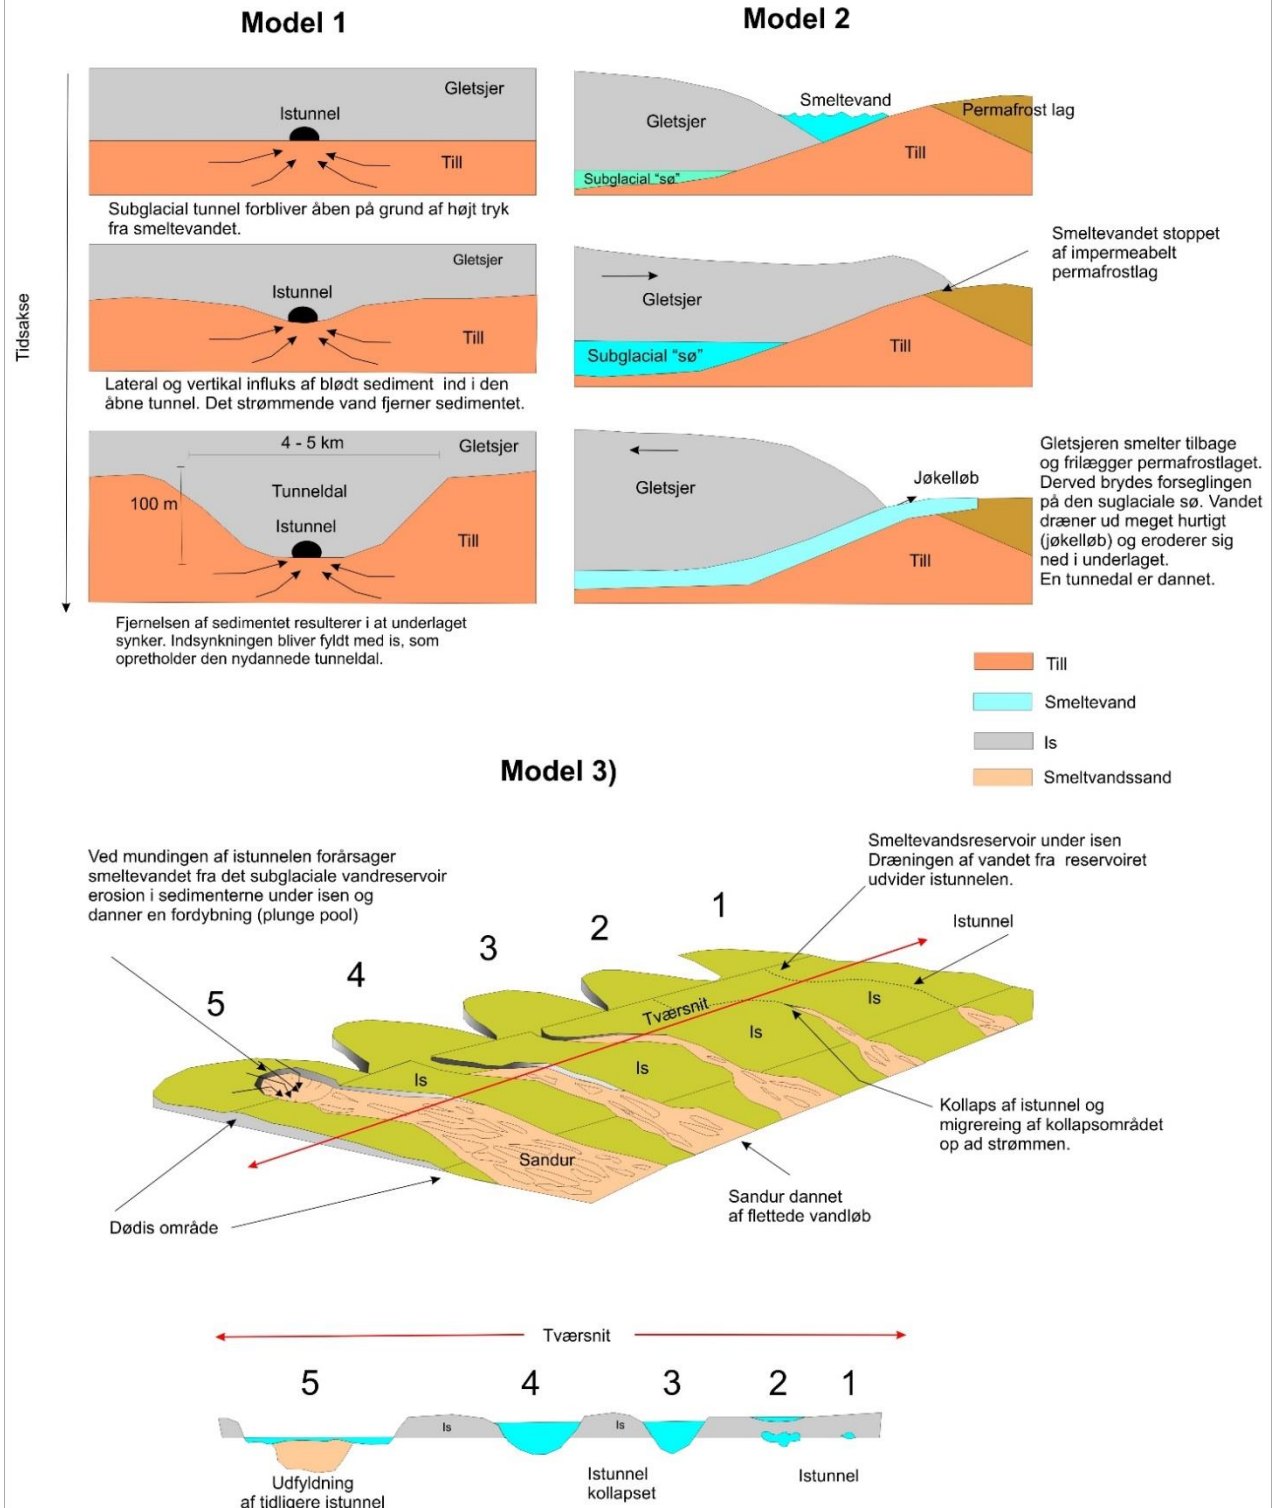 Model 1
Gletsjer
Istunnel
Till
Subglacial tunnel forbliver åben på grund af højt tryk
fra smeltevandet.
Gletsjer
Istunnel
Till
Lateral og vertikal influks af blødt sediment ind i den
åbne tunnel. Det strømmende vand fjerner sedimentet.
4 - 5 km
Gletsjer
100 m
Tunneldal
Istunnel
Till
Fjernelsen af sedimentet resulterer i at underlaget
synker. Indsynkningen bliver fyldt med is, som
opretholder den nydannede tunneldal.
Tidsakse
Model 2
Smeltevand
Gletsjer
Permafrost lag
Till
Subglacial "sø"
Smeltevandet stoppet
af impermeabelt
permafrostlag
Gletsjer
Till
Subglacial "sø"
Gletsjer
Jøkelløb
Till
Gletsjeren smelter tilbage
og frilægger permafrostlaget.
Derved brydes forseglingen
på den suglaciale sø. Vandet
dræner ud meget hurtigt
(jøkelløb) og eroderer sig
ned i underlaget.
En tunnedal er dannet.
Till
Smeltevand
Is
Smeltvandssand
Model 3)
Ved mundingen af istunnelen forårsager
smeltevandet fra det subglaciale vandreservoir
erosion i sedimenterne under isen og
danner en fordybning (plunge pool)
Smeltevandsreservoir under isen
Dræningen af vandet fra reservoiret
udvider istunnelen.
Istunnel
1
2
3
4
5
Tværsnit
Is
Is
Is
Is
Sandur
Kollaps af istunnel og
migrereing af kollapsområdet
op ad strømmen.
Sandur dannet
af flettede vandløb
Dødis område
Tværsnit
5
4
3
2
1
Is
Is
Udfyldning
af tidligere istunnel
Istunnel
kollapset
Istunnel